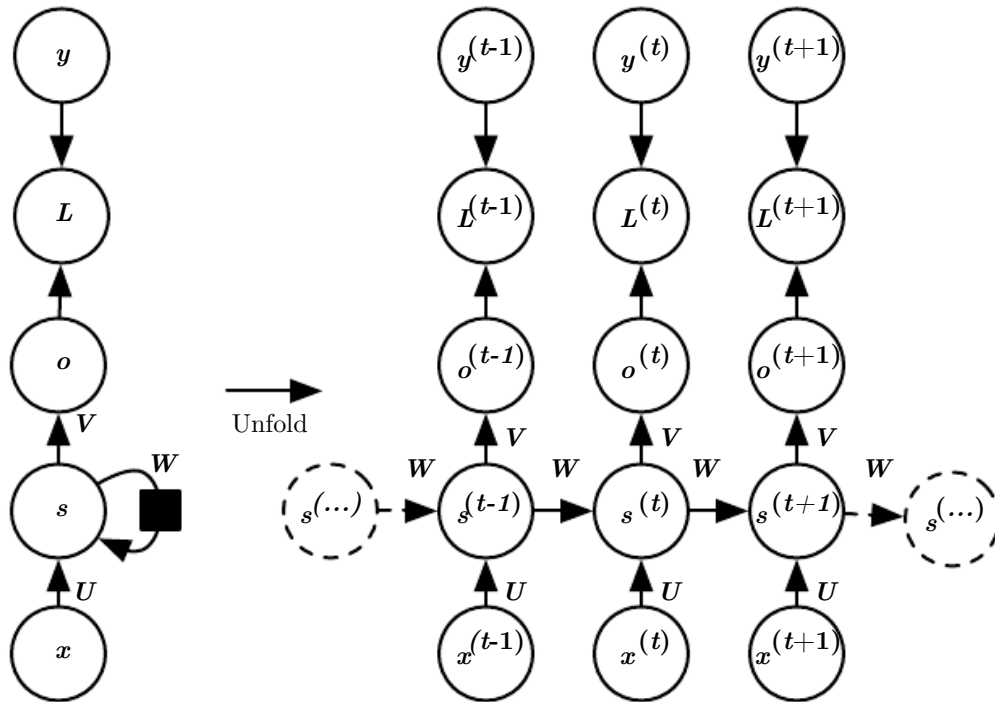 y y(t-1) y(t) y(t+1)
L L(t-1) L(t) L(t+1)
o o(t-1) o(t) o(t+1)
Unfold
V V V V
W W W W W
s s(...) s(t-1) s(t) s(t+1) s(...)
U U U U
x x(t-1) x(t) x(t+1)